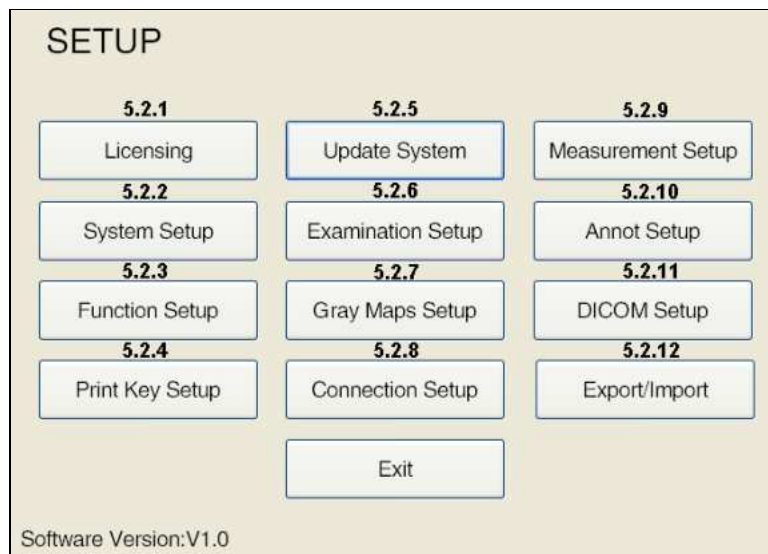 SETUP
5.2.1 5.2.5 5.2.9
Licensing Update System Measurement Setup
5.2.2 5.2.6 5.2.10
System Setup Examination Setup Annot Setup
5.2.3 5.2.7 5.2.11
Function Setup Gray Maps Setup DICOM Setup
5.2.4 5.2.8 5.2.12
Print Key Setup Connection Setup Export/Import
Exit
Software Version:V1.0